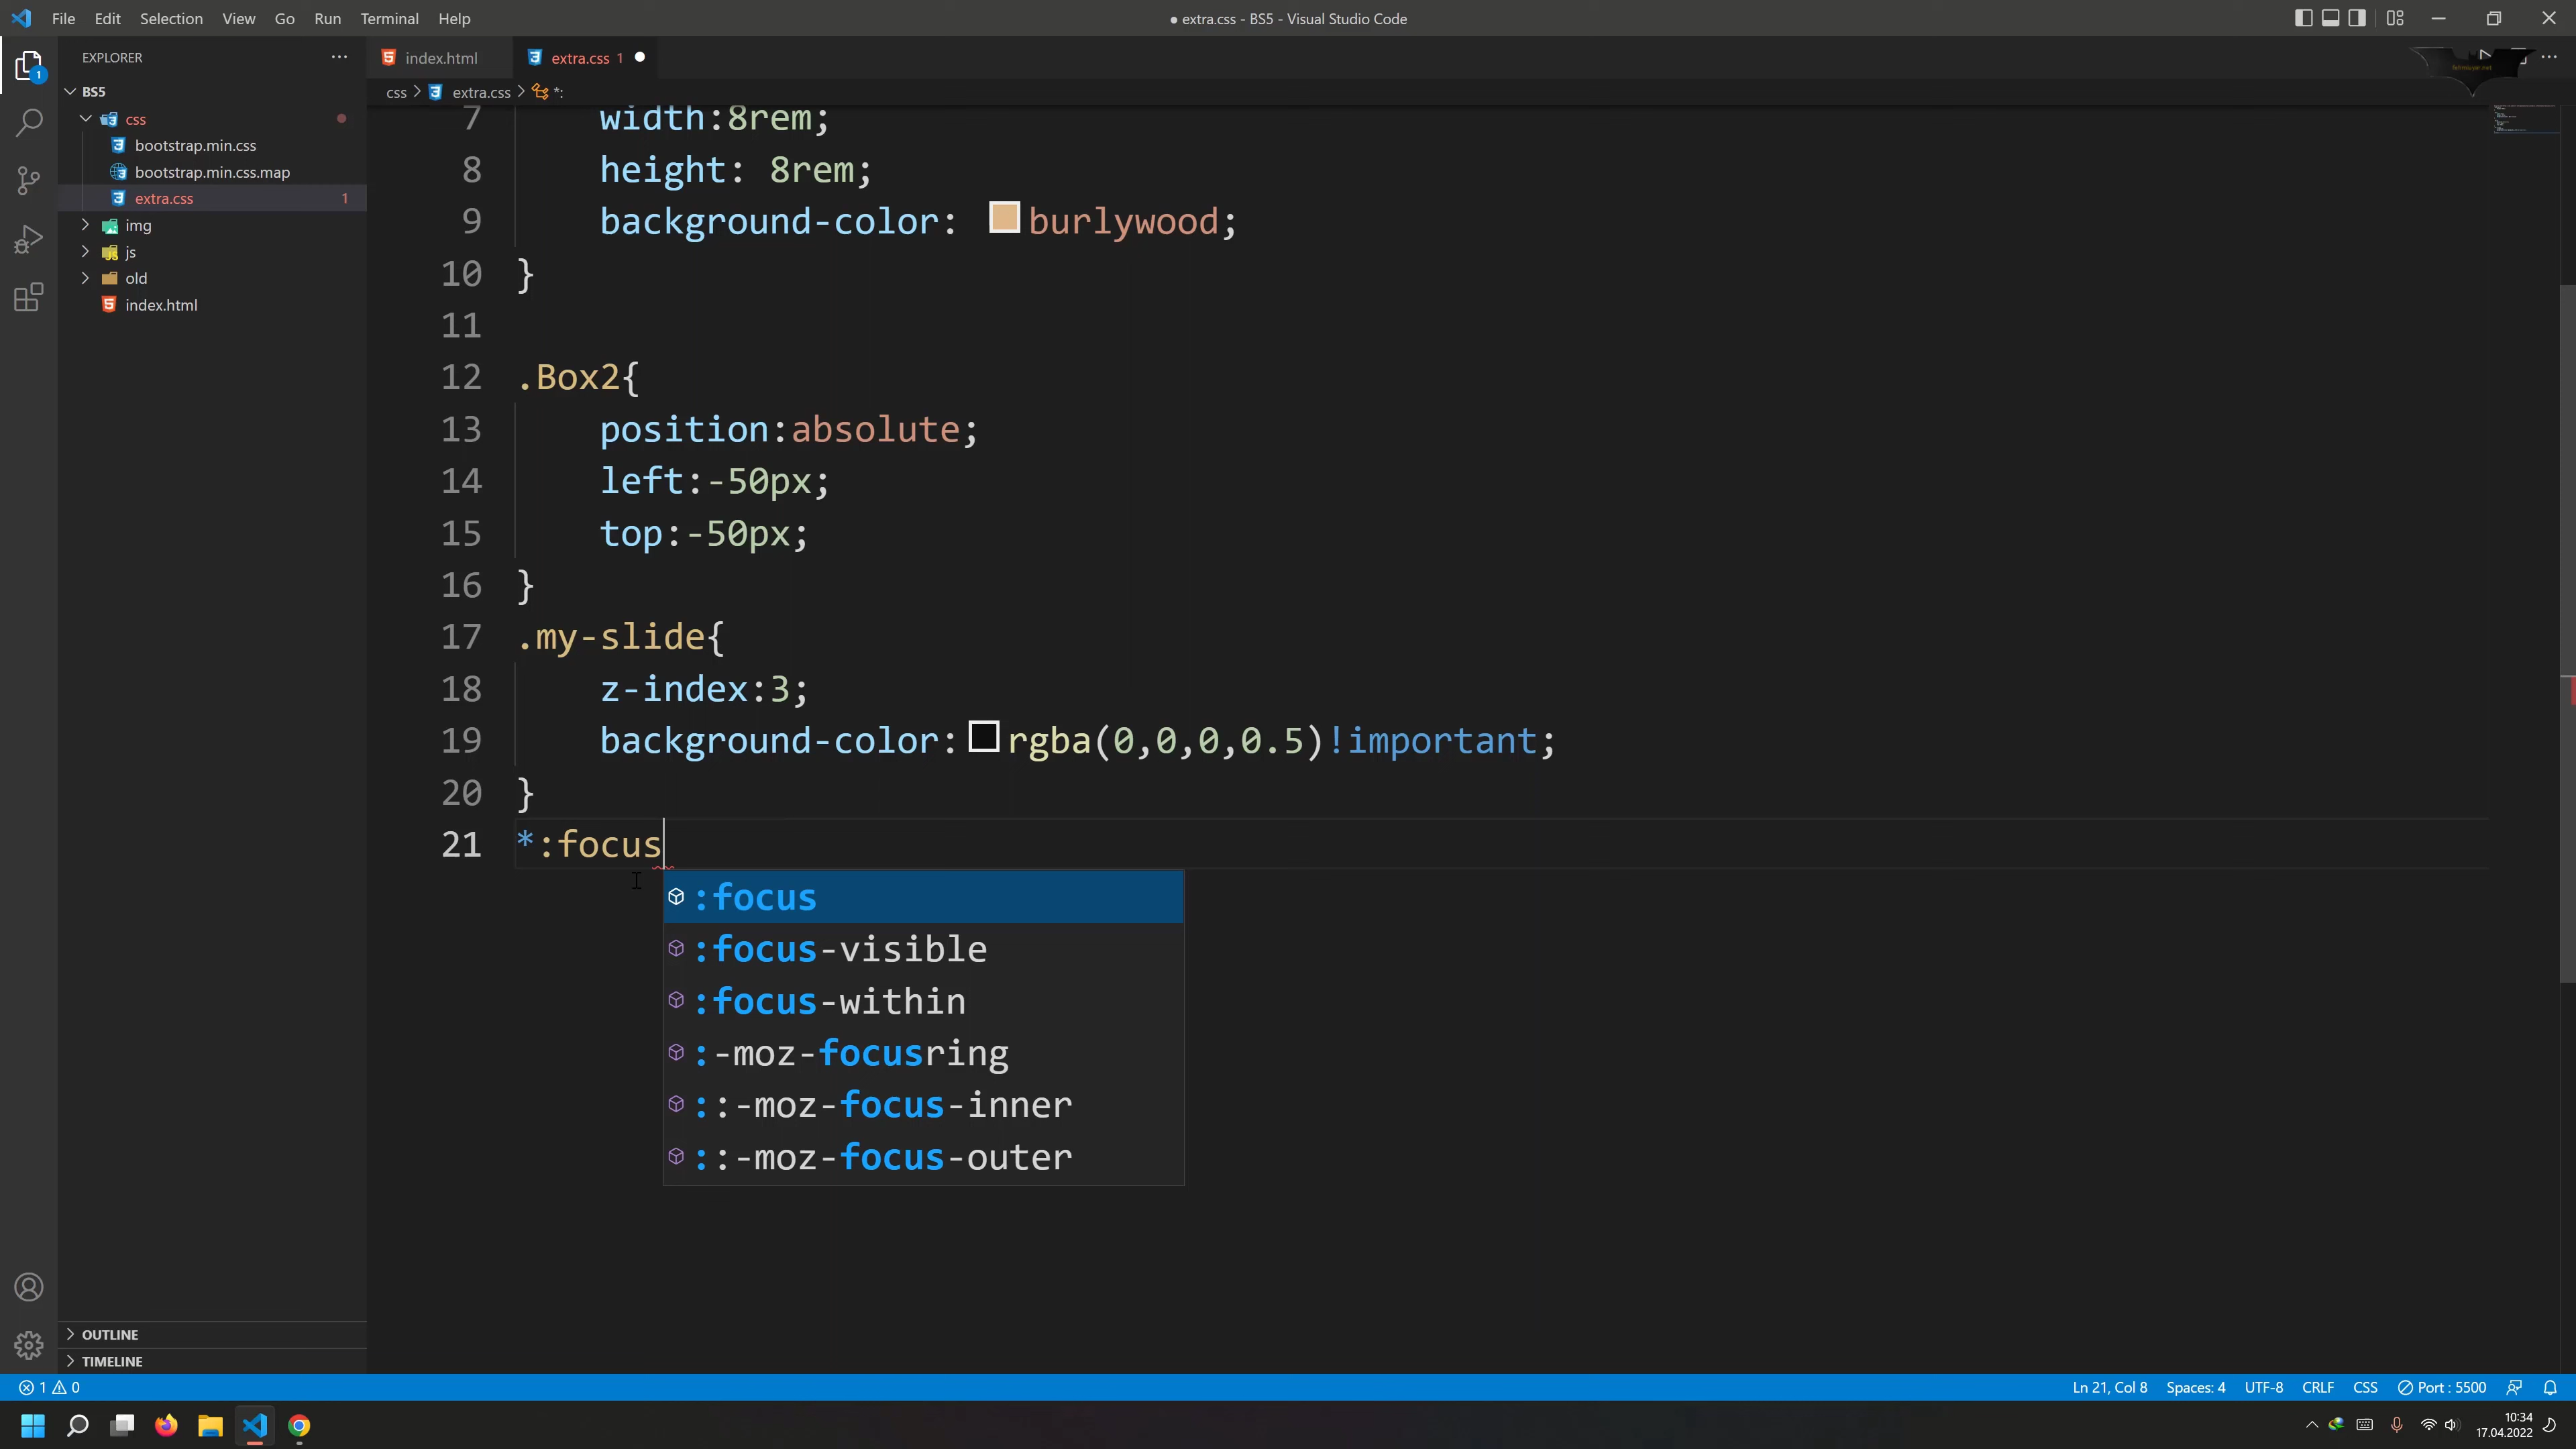 File Edit Selection View Go Run Terminal Help
● extra.css - BS5 - Visual Studio Code
EXPLORER
index.html
extra.css 1
css > extra.css > *:
BS5
css
bootstrap.min.css
bootstrap.min.css.map
extra.css 1
img
js
old
index.html
7 width:8rem;
8 height: 8rem;
9 background-color: burlywood;
10 }
11
12 .Box2{
13 position:absolute;
14 left:-50px;
15 top:-50px;
16 }
17 .my-slide{
18 z-index:3;
19 background-color:rgba(0,0,0,0.5)!important;
20 }
21 *:focus
:focus
:focus-visible
:focus-within
:-moz-focusring
::-moz-focus-inner
::-moz-focus-outer
OUTLINE
TIMELINE
1 0
Ln 21, Col 8 Spaces: 4 UTF-8 CRLF CSS Port : 5500
10:34
17.04.2022